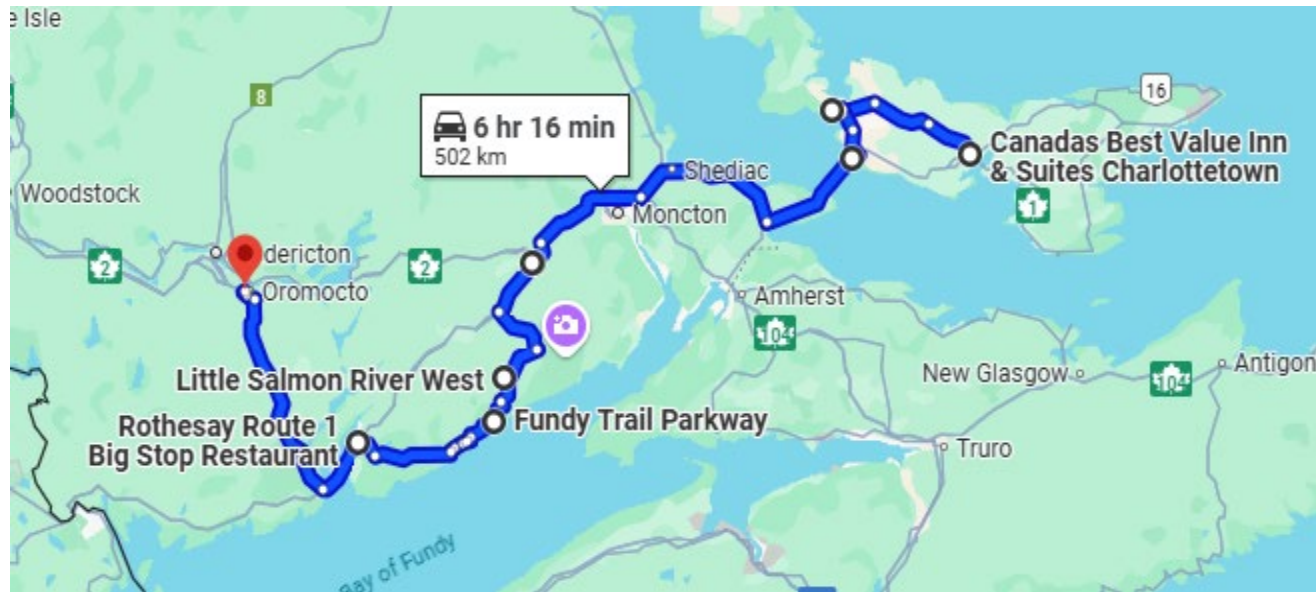 e Isle
8
16
6 hr 16 min
502 km
Canadas Best Value Inn
& Suites Charlottetown
Shediac
Woodstock
Moncton
1
dericton
2
2
Oromocto
Amherst
104
Little Salmon River West
New Glasgow
104
Antigon
Rothesay Route 1
Big Stop Restaurant
Fundy Trail Parkway
Truro
Bay of Fundy